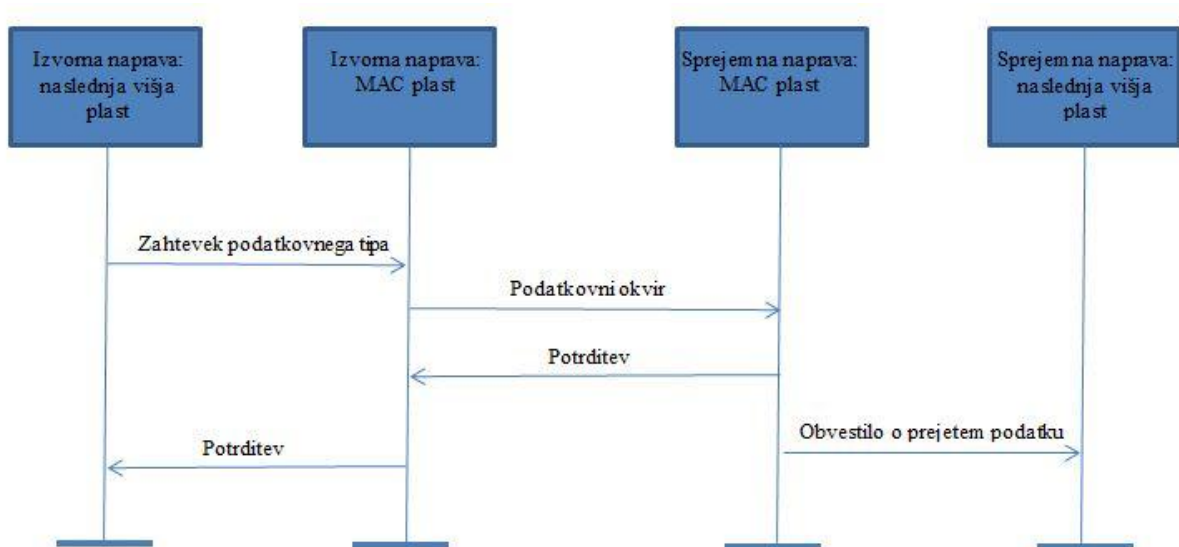 Izvorna naprava:
naslednja višja
plast
Izvorna naprava:
MAC plast
Sprejemna naprava:
MAC plast
Sprejemna naprava:
naslednja višja
plast
Zahtevek podatkovnega tipa
Podatkovni okvir
Potrditev
Obvestilo o prejetem podatku
Potrditev